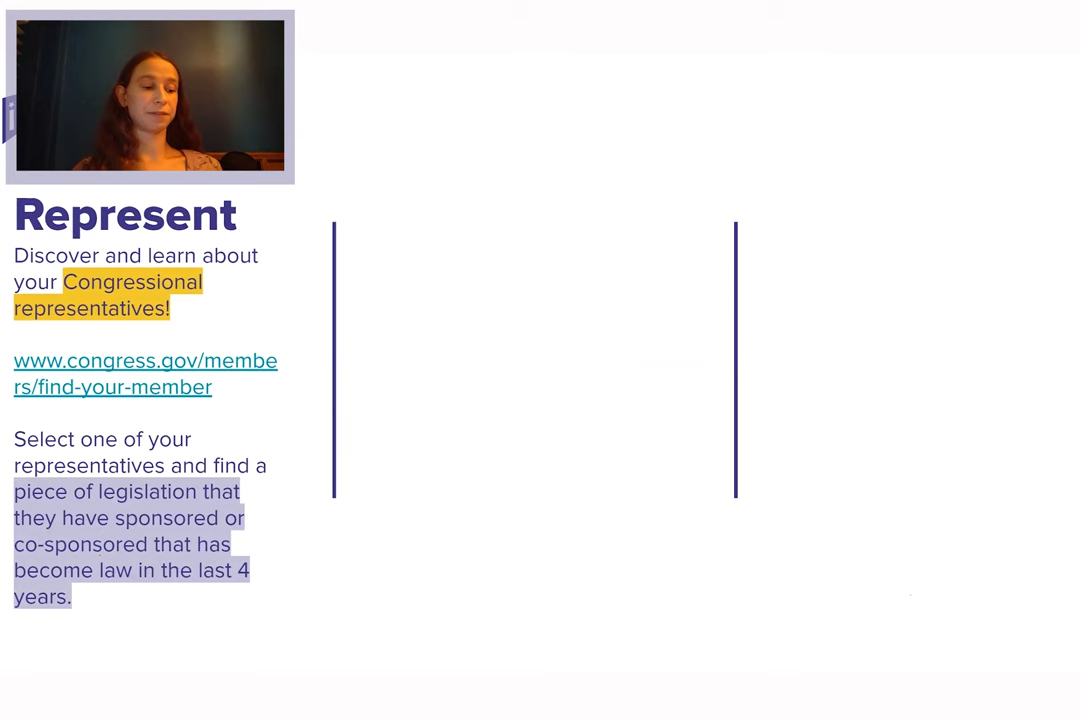 Represent
Discover and learn about
your Congressional
representatives!
www.congress.gov/membe
rs/find-your-member
Select one of your
representatives and find a
piece of legislation that
they have sponsored or
co-sponsored that has
become law in the last 4
years.